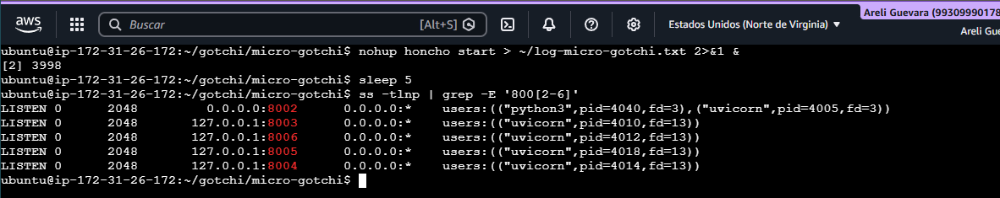 Areli Guevara (99309990178
aws
Buscar [Alt+S]
Estados Unidos (Norte de Virginia) ▼
Areli Guev
ubuntu@ip-172-31-26-172:~/gotchi/micro-gotchi$ nohup honcho start > ~/log-micro-gotchi.txt 2>&1 &
[2] 3998
ubuntu@ip-172-31-26-172:~/gotchi/micro-gotchi$ sleep 5
ubuntu@ip-172-31-26-172:~/gotchi/micro-gotchi$ ss -tlnp | grep -E '800[2-6]'
LISTEN 0 2048 0.0.0.0:8002 0.0.0.0:* users:(("python3",pid=4040,fd=3),("uvicorn",pid=4005,fd=3))
LISTEN 0 2048 127.0.0.1:8003 0.0.0.0:* users:(("uvicorn",pid=4010,fd=13))
LISTEN 0 2048 127.0.0.1:8006 0.0.0.0:* users:(("uvicorn",pid=4012,fd=13))
LISTEN 0 2048 127.0.0.1:8005 0.0.0.0:* users:(("uvicorn",pid=4018,fd=13))
LISTEN 0 2048 127.0.0.1:8004 0.0.0.0:* users:(("uvicorn",pid=4014,fd=13))
ubuntu@ip-172-31-26-172:~/gotchi/micro-gotchi$